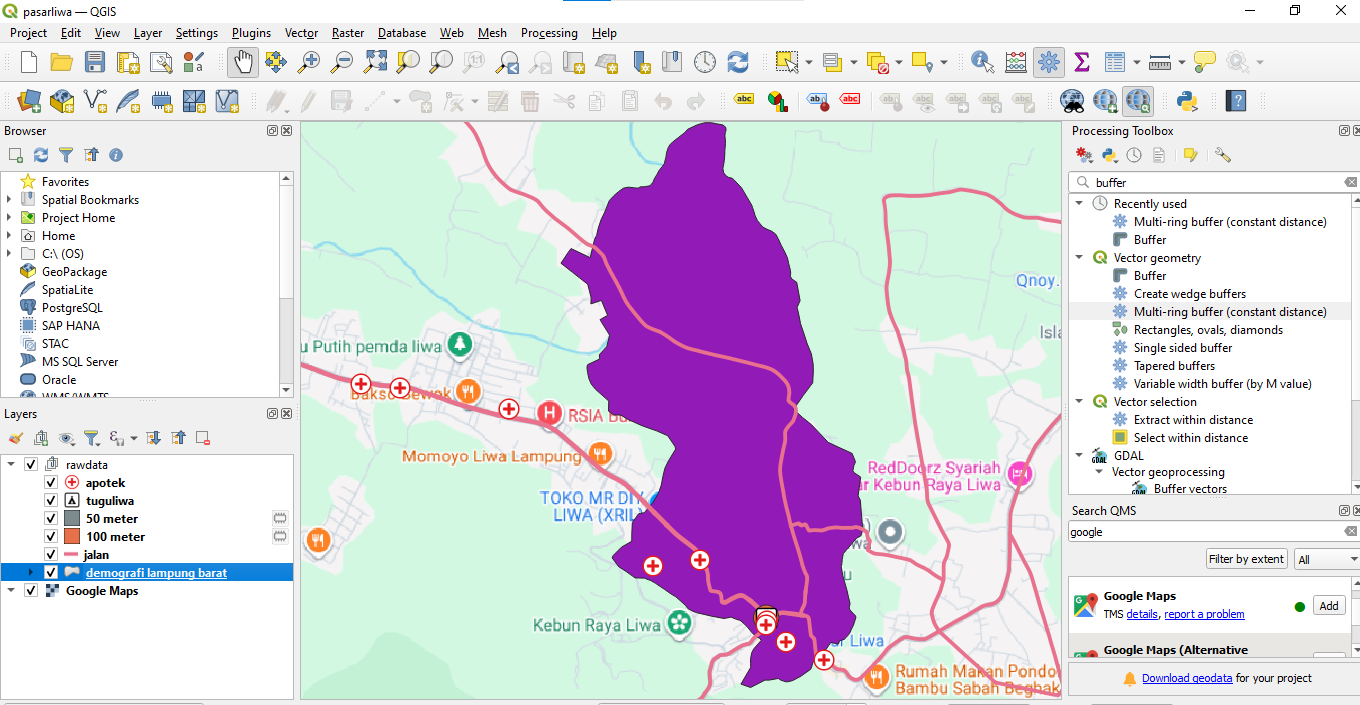 pasarliwa — QGIS
Project Edit View Layer Settings Plugins Vector Raster Database Web Mesh Processing Help
Browser
Favorites
Spatial Bookmarks
Project Home
Home
C:\ (OS)
GeoPackage
SpatiaLite
PostgreSQL
SAP HANA
STAC
MS SQL Server
Oracle
WMS/WMTS
Layers
rawdata
apotek
tuguliwa
50 meter
100 meter
jalan
demografi lampung barat
Google Maps
Qnoy.
Isla
u Putih pemda liwa
Bakso Sewok
RSIA Bu
Momoyo Liwa Lampung
TOKO MR DIY
LIWA (XRIL)
RedDoorz Syariah
ar Kebun Raya Liwa
Kebun Raya Liwa
ar Liwa
Rumah Makan Pondo
Bambu Sabah Begbak
Processing Toolbox
buffer
Recently used
Multi-ring buffer (constant distance)
Buffer
Vector geometry
Buffer
Create wedge buffers
Multi-ring buffer (constant distance)
Rectangles, ovals, diamonds
Single sided buffer
Tapered buffers
Variable width buffer (by M value)
Vector selection
Extract within distance
Select within distance
GDAL
Vector geoprocessing
Buffer vectors
Search QMS
google
Filter by extent All
Google Maps
TMS details, report a problem
Add
Google Maps (Alternative
Download geodata for your project